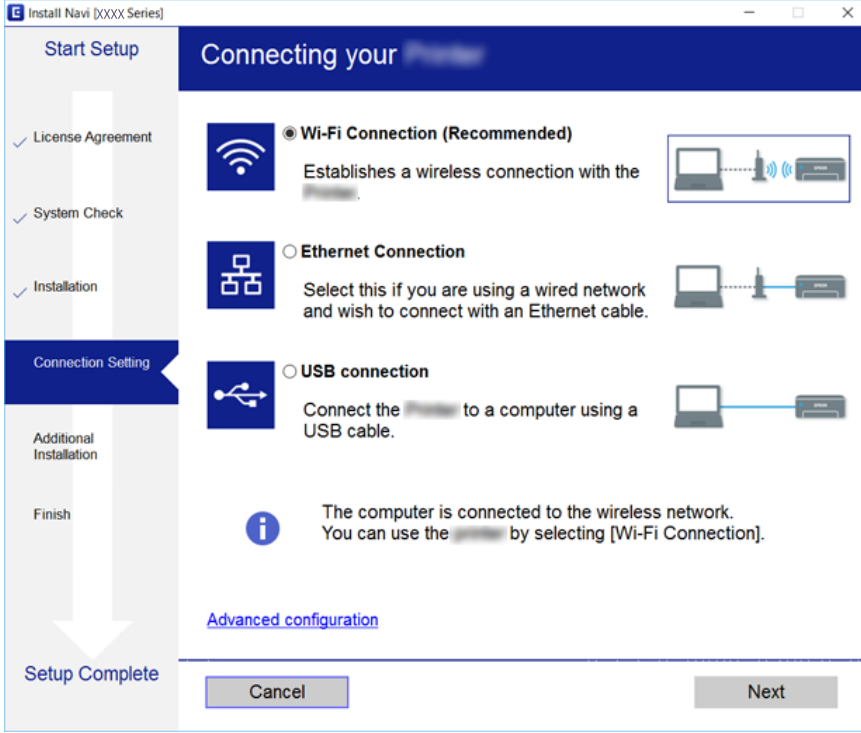 Install Navi [XXXX Series]
Start Setup
License Agreement
System Check
Installation
Connection Setting
Additional
Installation
Finish
Setup Complete
Connecting your Printer
Wi-Fi Connection (Recommended)
Establishes a wireless connection with the
Printer.
Ethernet Connection
Select this if you are using a wired network
and wish to connect with an Ethernet cable.
USB connection
Connect the Printer to a computer using a
USB cable.
The computer is connected to the wireless network.
You can use the printer by selecting [Wi-Fi Connection].
Advanced configuration
Cancel
Next